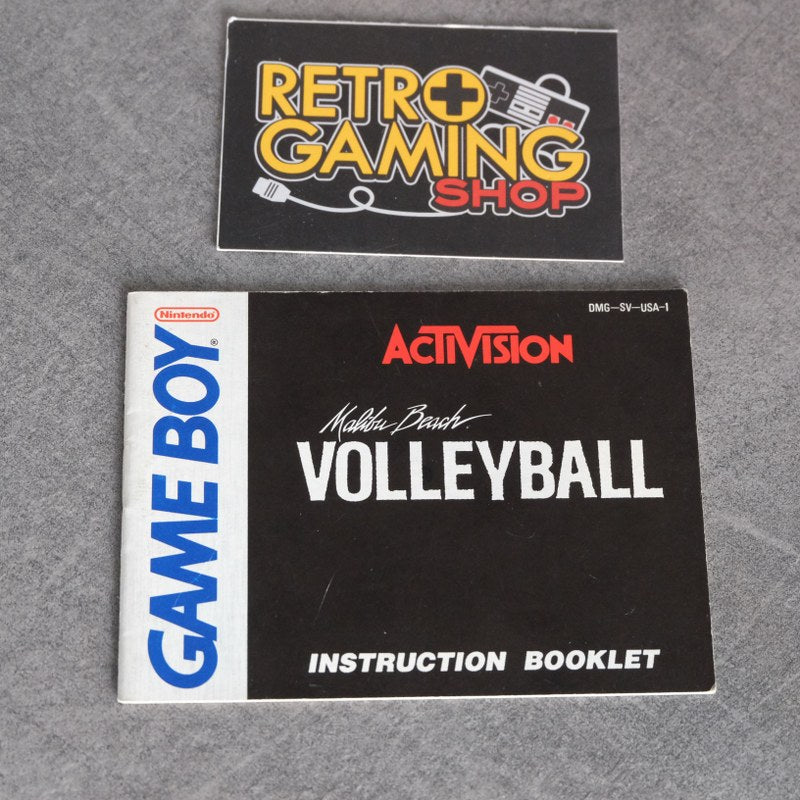 RETRO
GAMING
SHOP
Nintendo
GAME BOY®
DMG-SV-USA-1
ACTIVISION
Malibu Beach
VOLLEYBALL
INSTRUCTION BOOKLET